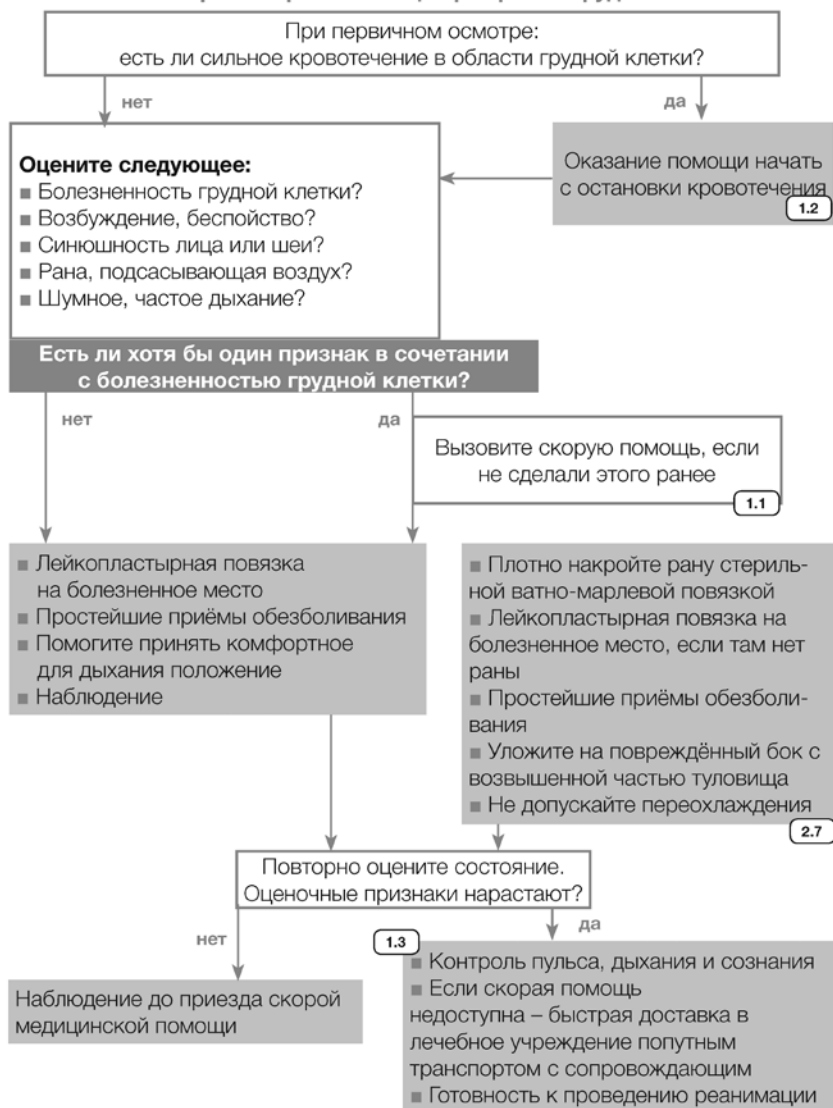 При первичном осмотре:
есть ли сильное кровотечение в области грудной клетки?
нет
да
Оцените следующее:
■ Болезненность грудной клетки?
■ Возбуждение, беспойство?
■ Синюшность лица или шеи?
■ Рана, подсасывающая воздух?
■ Шумное, частое дыхание?
Оказание помощи начать
с остановки кровотечения
1.2
Есть ли хотя бы один признак в сочетании
с болезненностью грудной клетки?
нет
да
Вызовите скорую помощь, если
не сделали этого ранее
1.1
■ Лейкопластырная повязка
на болезненное место
■ Простейшие приёмы обезболивания
■ Помогите принять комфортное
для дыхания положение
■ Наблюдение
■ Плотно накройте рану стериль-
ной ватно-марлевой повязкой
■ Лейкопластырная повязка на
болезненное место, если там нет
раны
■ Простейшие приёмы обезболи-
вания
■ Уложите на повреждённый бок с
возвышенной частью туловища
■ Не допускайте переохлаждения
2.7
Повторно оцените состояние.
Оценочные признаки нарастают?
нет
да
1.3
Наблюдение до приезда скорой
медицинской помощи
■ Контроль пульса, дыхания и сознания
■ Если скорая помощь
недоступна – быстрая доставка в
лечебное учреждение попутным
транспортом с сопровождающим
■ Готовность к проведению реанимации